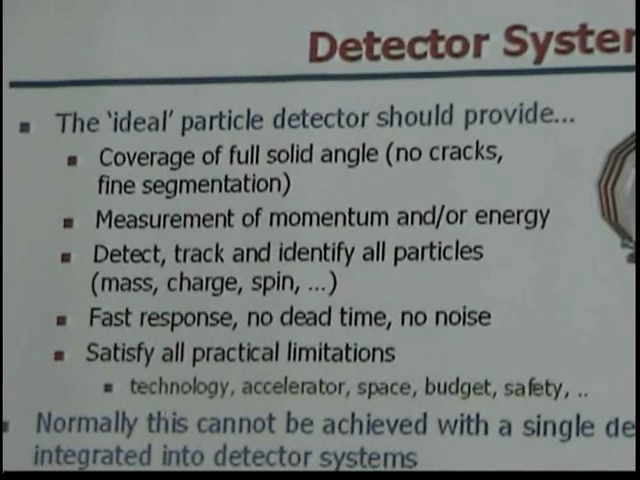 Detector
The ‘ideal’ particle detector should provide...
Coverage of full solid angle (no cracks,
fine segmentation)
Measurement of momentum and/or energy
Detect, track and identify all particles
(mass, charge, spin, ...)
Fast response, no dead time, no noise
Satisfy all practical limitations
technology, accelerator, space, budget, safety, ..
Normally this cannot be achieved with a single
integrated into detector systems